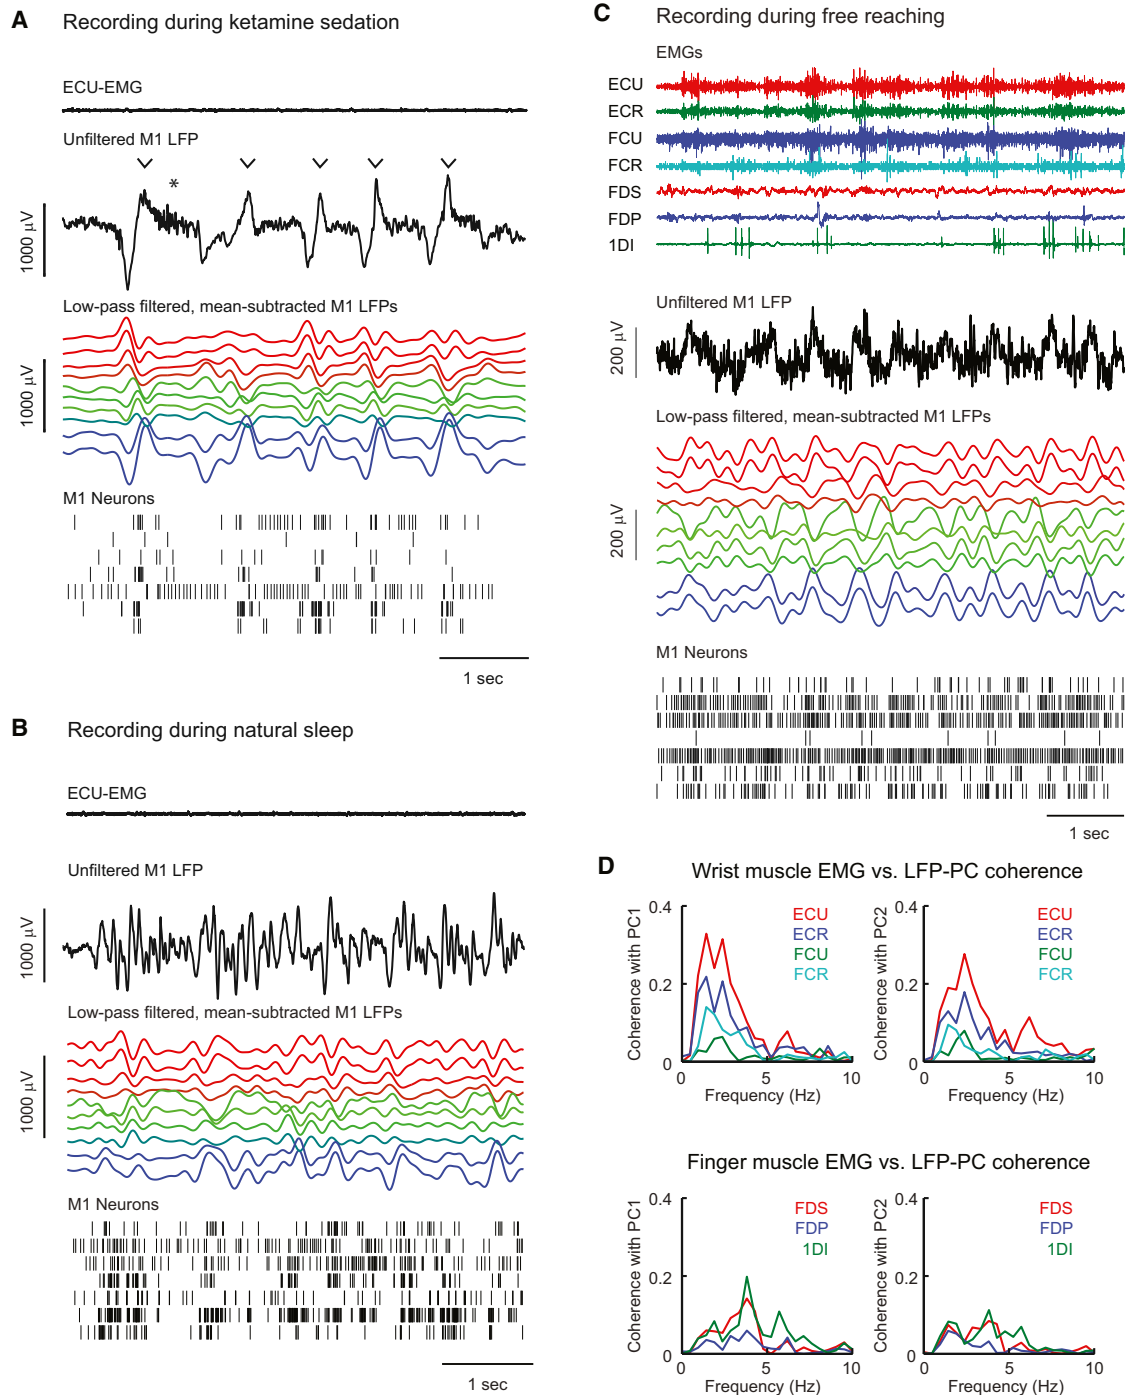 A Recording during ketamine sedation
ECU-EMG
Unfiltered M1 LFP
*
1000 μV
Low-pass filtered, mean-subtracted M1 LFPs
1000 μV
M1 Neurons
1 sec
B Recording during natural sleep
ECU-EMG
Unfiltered M1 LFP
1000 μV
Low-pass filtered, mean-subtracted M1 LFPs
1000 μV
M1 Neurons
1 sec
C Recording during free reaching
EMGs
ECU
ECR
FCU
FCR
FDS
FDP
1DI
Unfiltered M1 LFP
200 μV
Low-pass filtered, mean-subtracted M1 LFPs
200 μV
M1 Neurons
1 sec
D Wrist muscle EMG vs. LFP-PC coherence
Coherence with PC1
0.4
0.2
0
0 5 10
Frequency (Hz)
ECU
ECR
FCU
FCR
Coherence with PC2
0.4
0.2
0
0 5 10
Frequency (Hz)
ECU
ECR
FCU
FCR
Finger muscle EMG vs. LFP-PC coherence
Coherence with PC1
0.4
0.2
0
0 5 10
Frequency (Hz)
FDS
FDP
1DI
Coherence with PC2
0.4
0.2
0
0 5 10
Frequency (Hz)
FDS
FDP
1DI